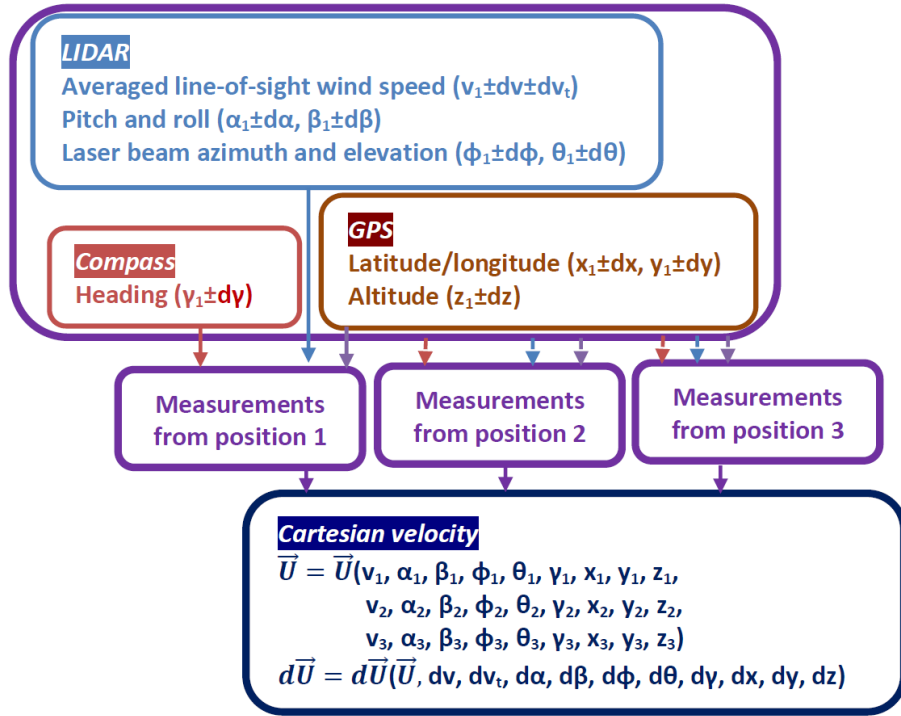 LIDAR
Averaged line-of-sight wind speed (v₁±dv±dvₜ)
Pitch and roll (α₁±dα, β₁±dβ)
Laser beam azimuth and elevation (ϕ₁±dϕ, θ₁±dθ)
GPS
Latitude/longitude (x₁±dx, y₁±dy)
Altitude (z₁±dz)
Compass
Heading (γ₁±dγ)
Measurements
from position 1
Measurements
from position 2
Measurements
from position 3
Cartesian velocity
U⃗ = U⃗(v₁, α₁, β₁, ϕ₁, θ₁, γ₁, x₁, y₁, z₁,
v₂, α₂, β₂, ϕ₂, θ₂, γ₂, x₂, y₂, z₂,
v₃, α₃, β₃, ϕ₃, θ₃, γ₃, x₃, y₃, z₃)
dU⃗ = dU⃗(U⃗, dv, dvₜ, dα, dβ, dϕ, dθ, dγ, dx, dy, dz)